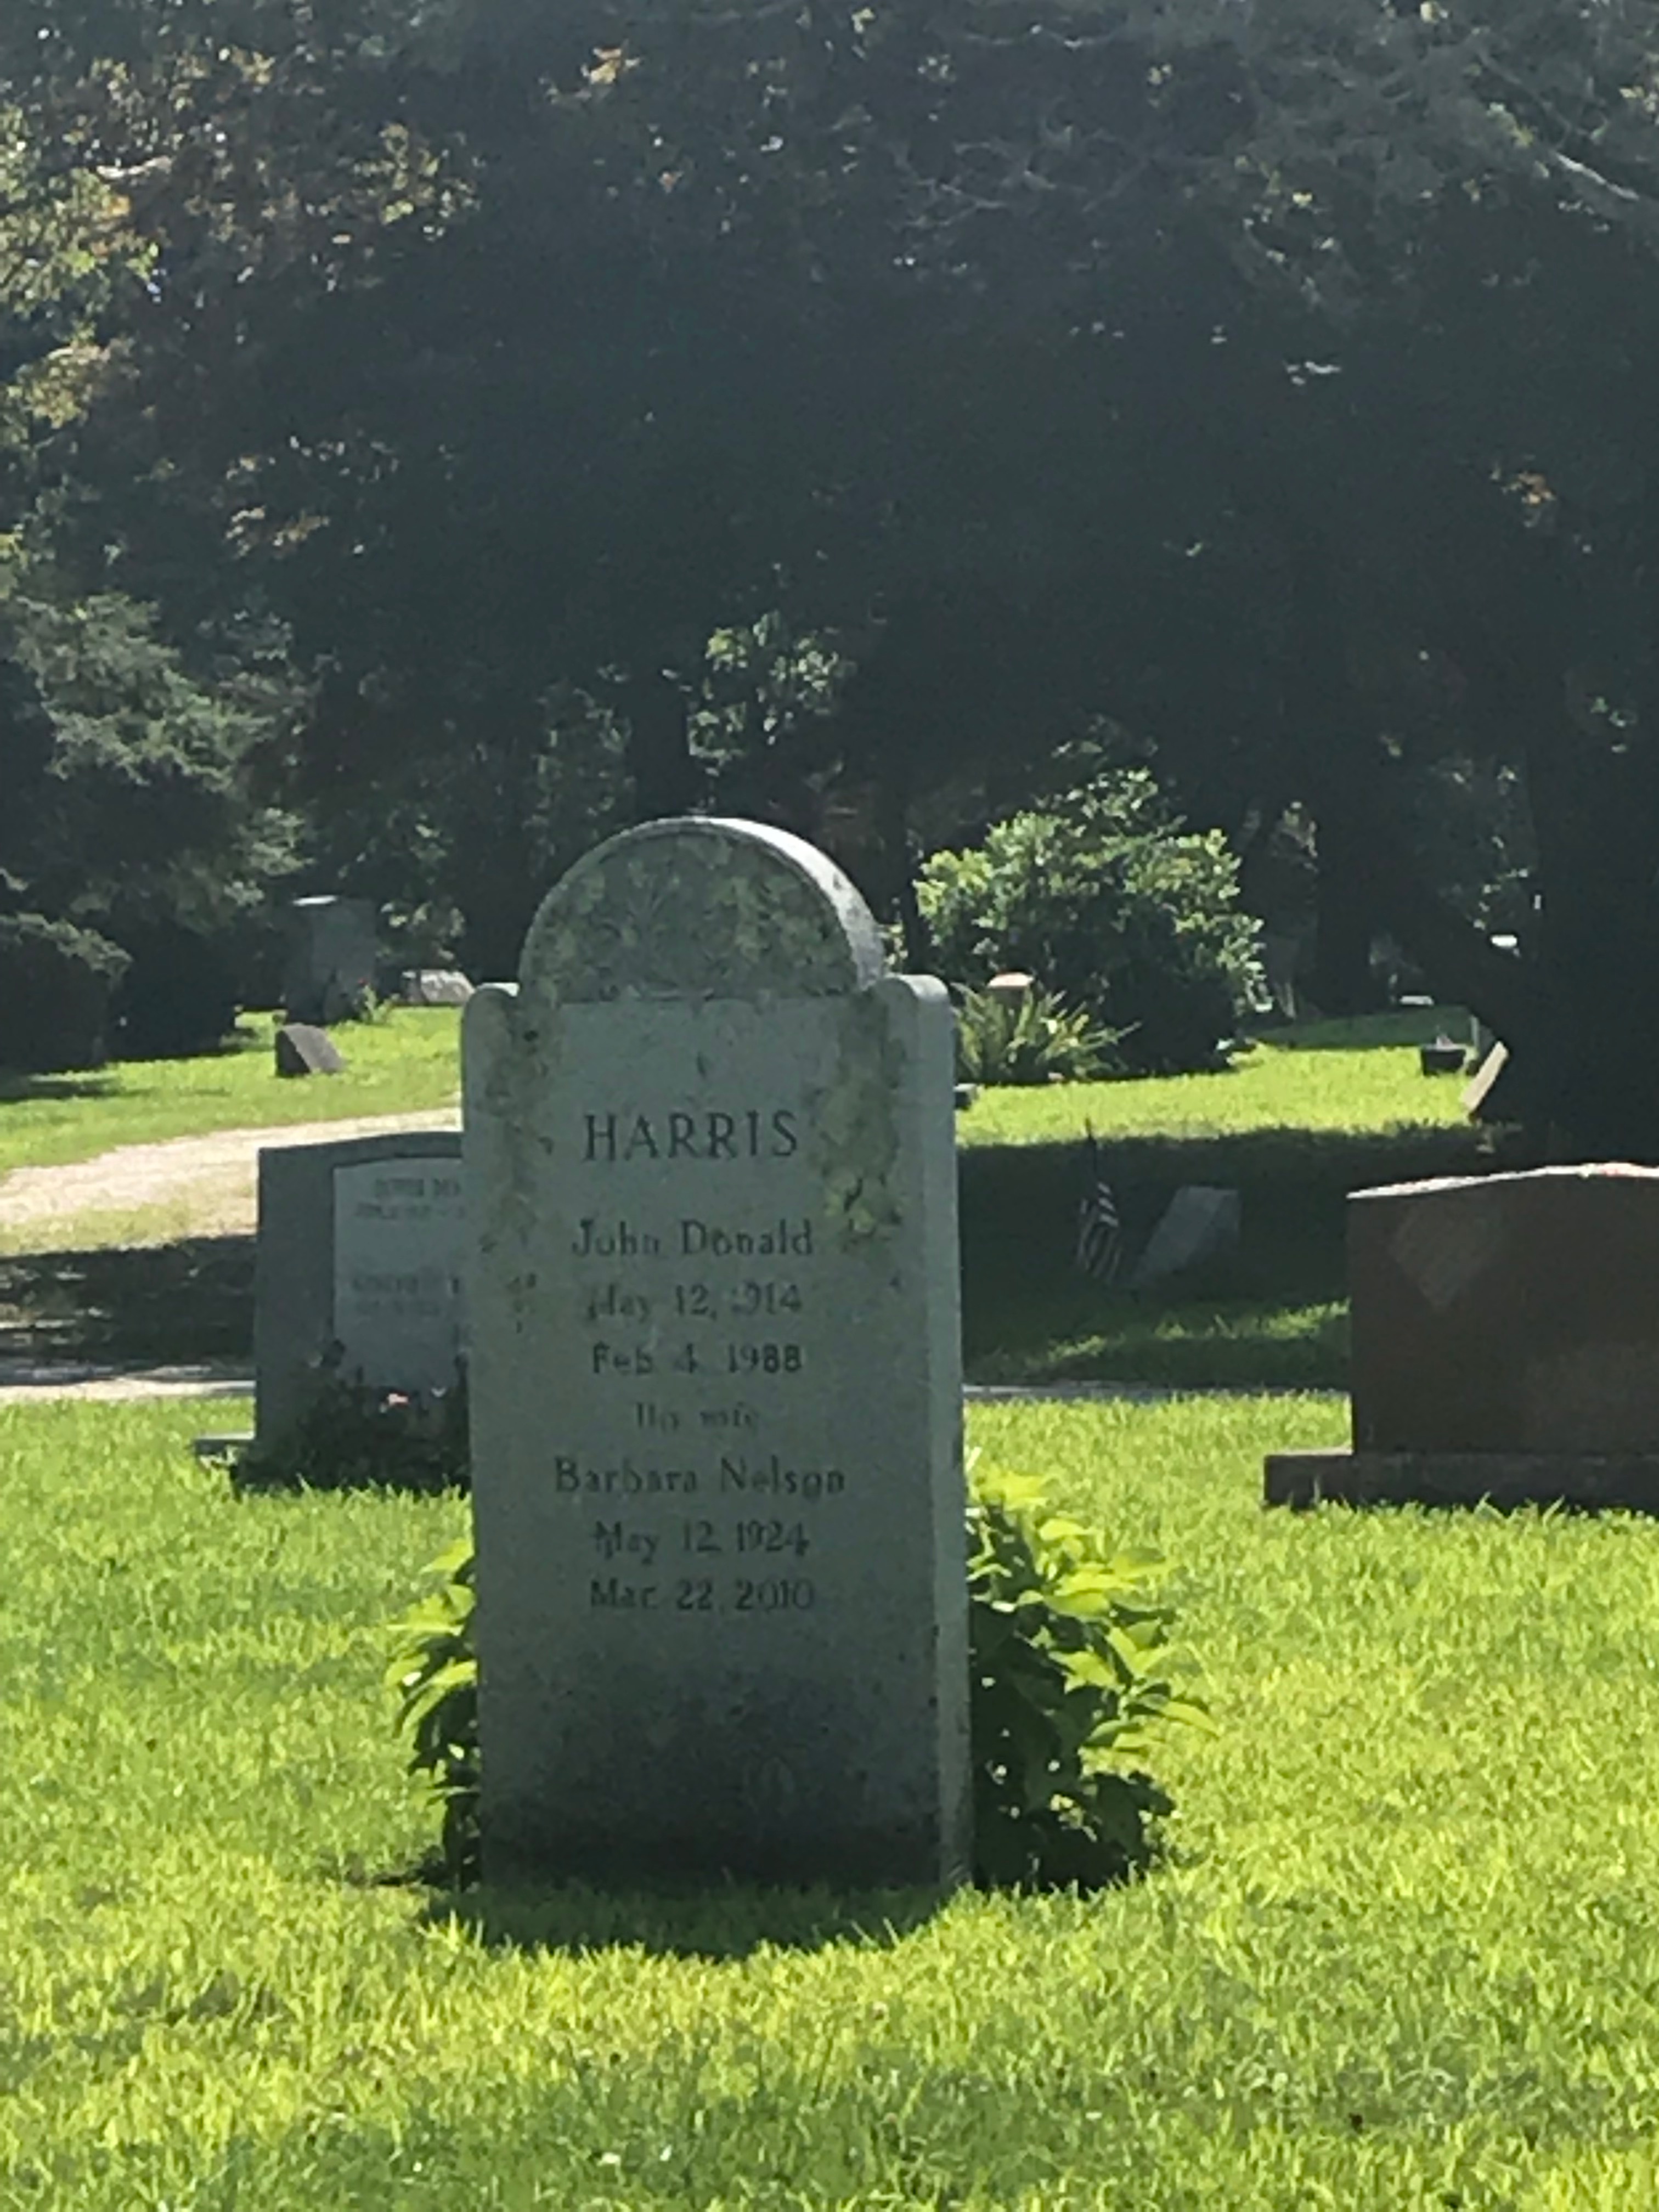 HARRIS
John Donald
May 12, 1914
Feb 4 1988
His wife
Barbara Nelson
May 12 1924
Mar. 22, 2010